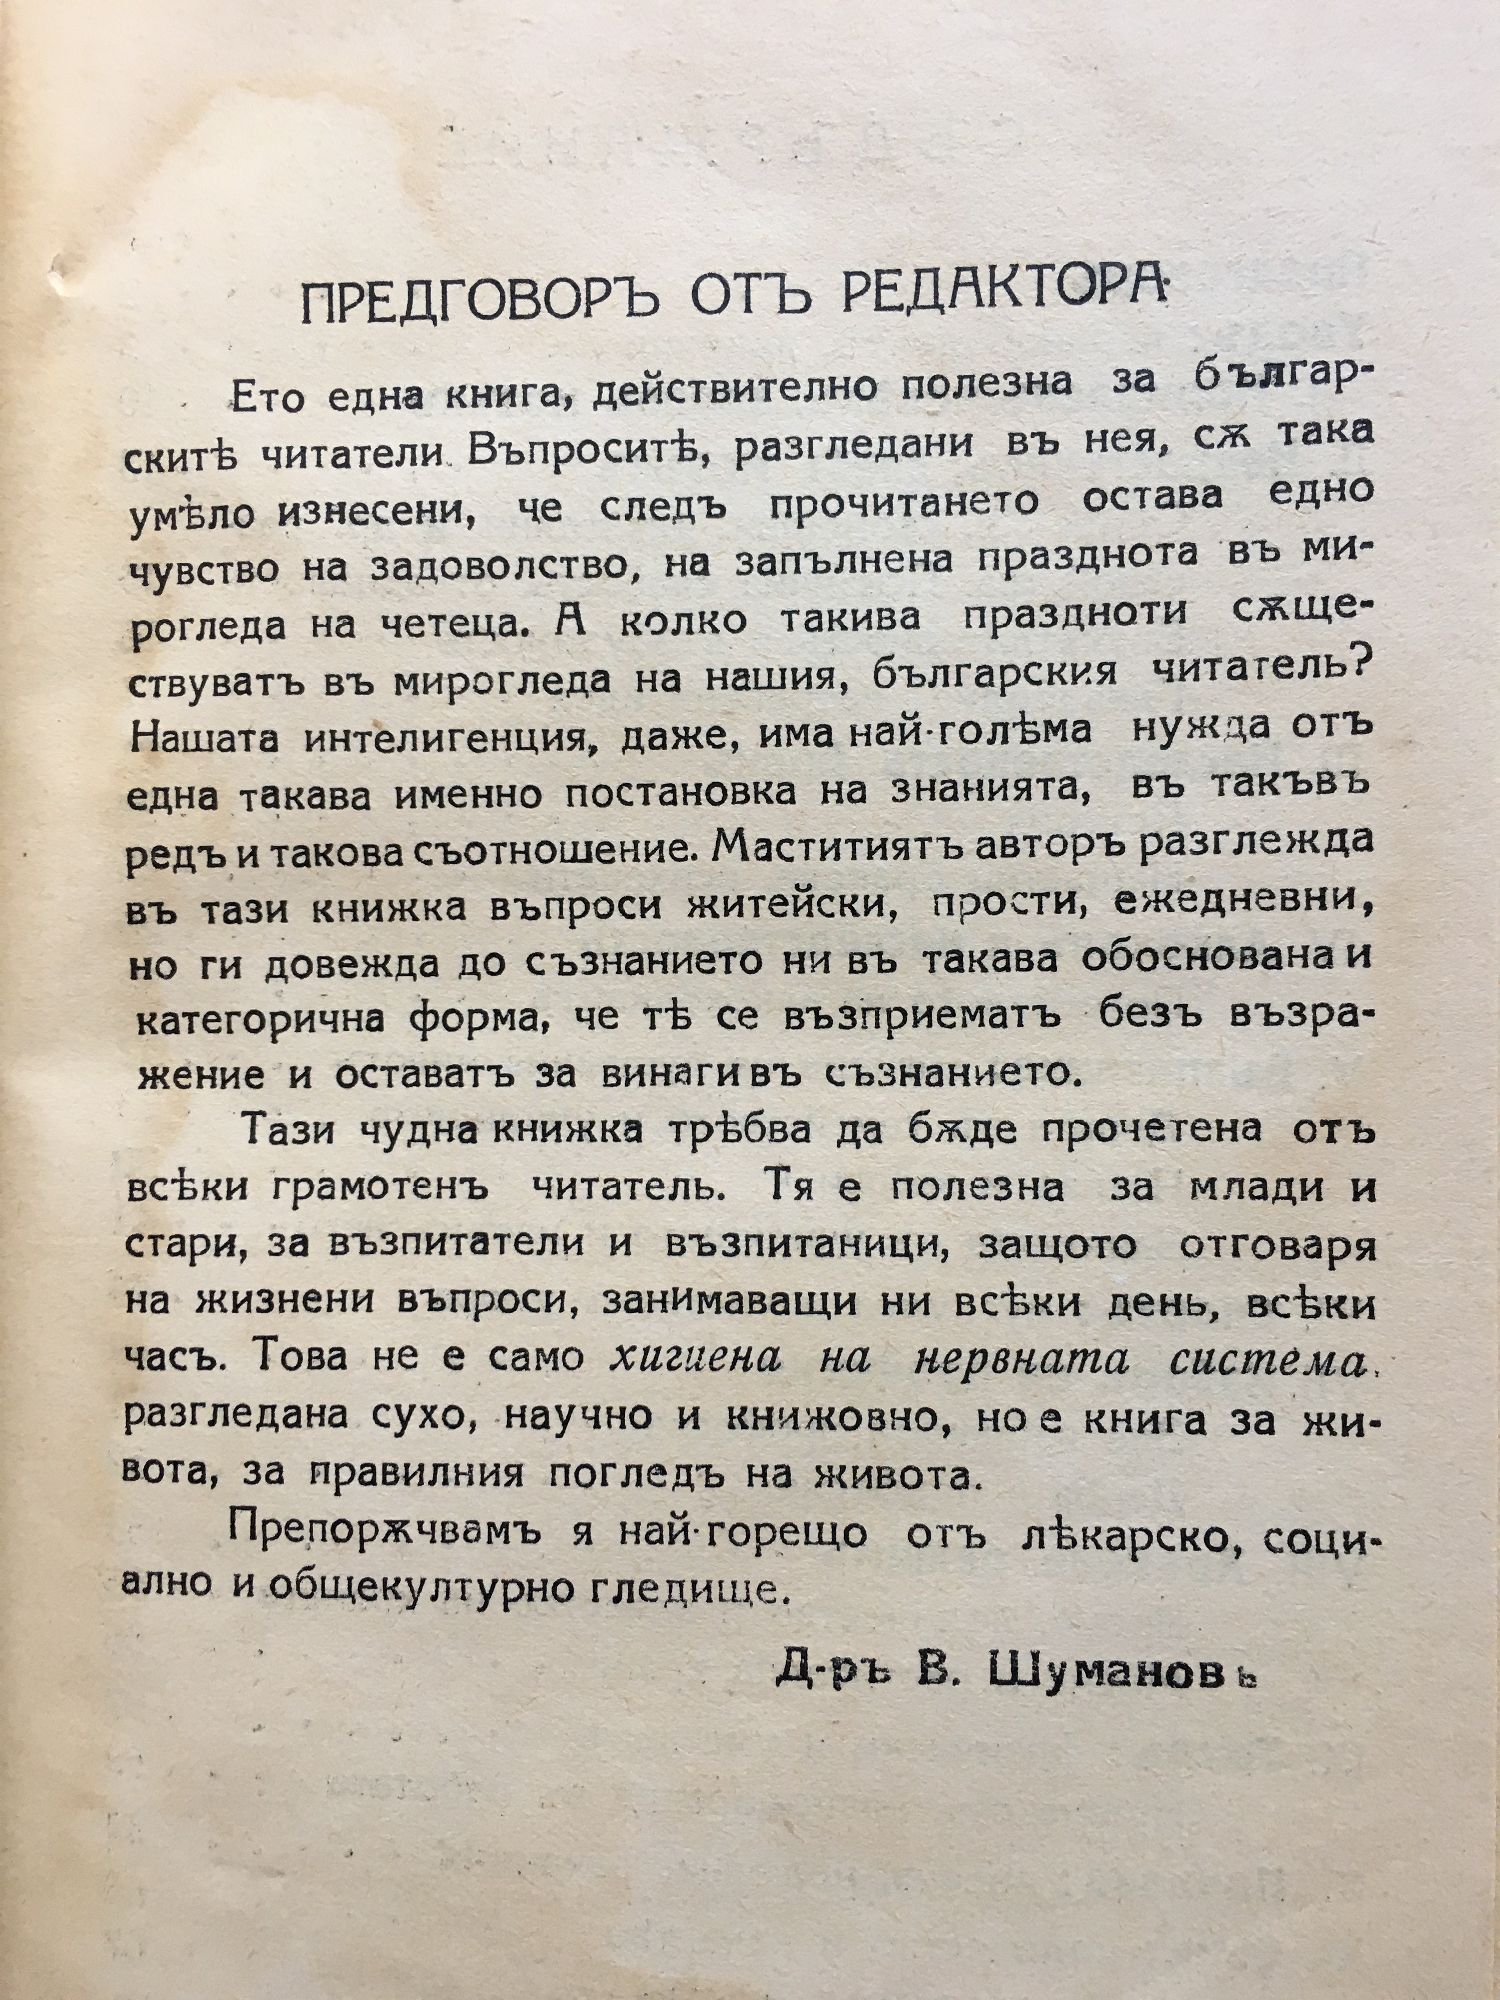 ПРЕДГОВОРЪ ОТЪ РЕДАКТОРА
Ето една книга, действително полезна за българ-
скитѣ читатели. Въпроситѣ, разгледани въ нея, сѫ така
умѣло изнесени, че следъ прочитането остава едно
чувство на задоволство, на запълнена празднота въ ми-
рогледа на четеца. А колко такива праздноти сѫще-
ствуватъ въ мирогледа на нашия, българския читатель?
Нашата интелигенция, даже, има най-голѣма нужда отъ
една такава именно постановка на знанията, въ такъвъ
редъ и такова съотношение. Маститиятъ авторъ разглежда
въ тази книжка въпроси житейски, прости, ежедневни,
но ги довежда до съзнанието ни въ такава обоснована и
категорична форма, че тѣ се възприематъ безъ възра-
жение и оставатъ за винаги въ съзнанието.
Тази чудна книжка трѣбва да бѫде прочетена отъ
всѣки грамотенъ читатель. Тя е полезна за млади и
стари, за възпитатели и възпитаници, защото отговаря
на жизнени въпроси, занимаващи ни всѣки день, всѣки
часъ. Това не е само хигиена на нервната система,
разгледана сухо, научно и книжовно, но е книга за жи-
вота, за правилния погледъ на живота.
Препорѫчвамъ я най-горещо отъ лѣкарско, соци-
ално и общекултурно гледище.
Д-ръ В. Шумановъ